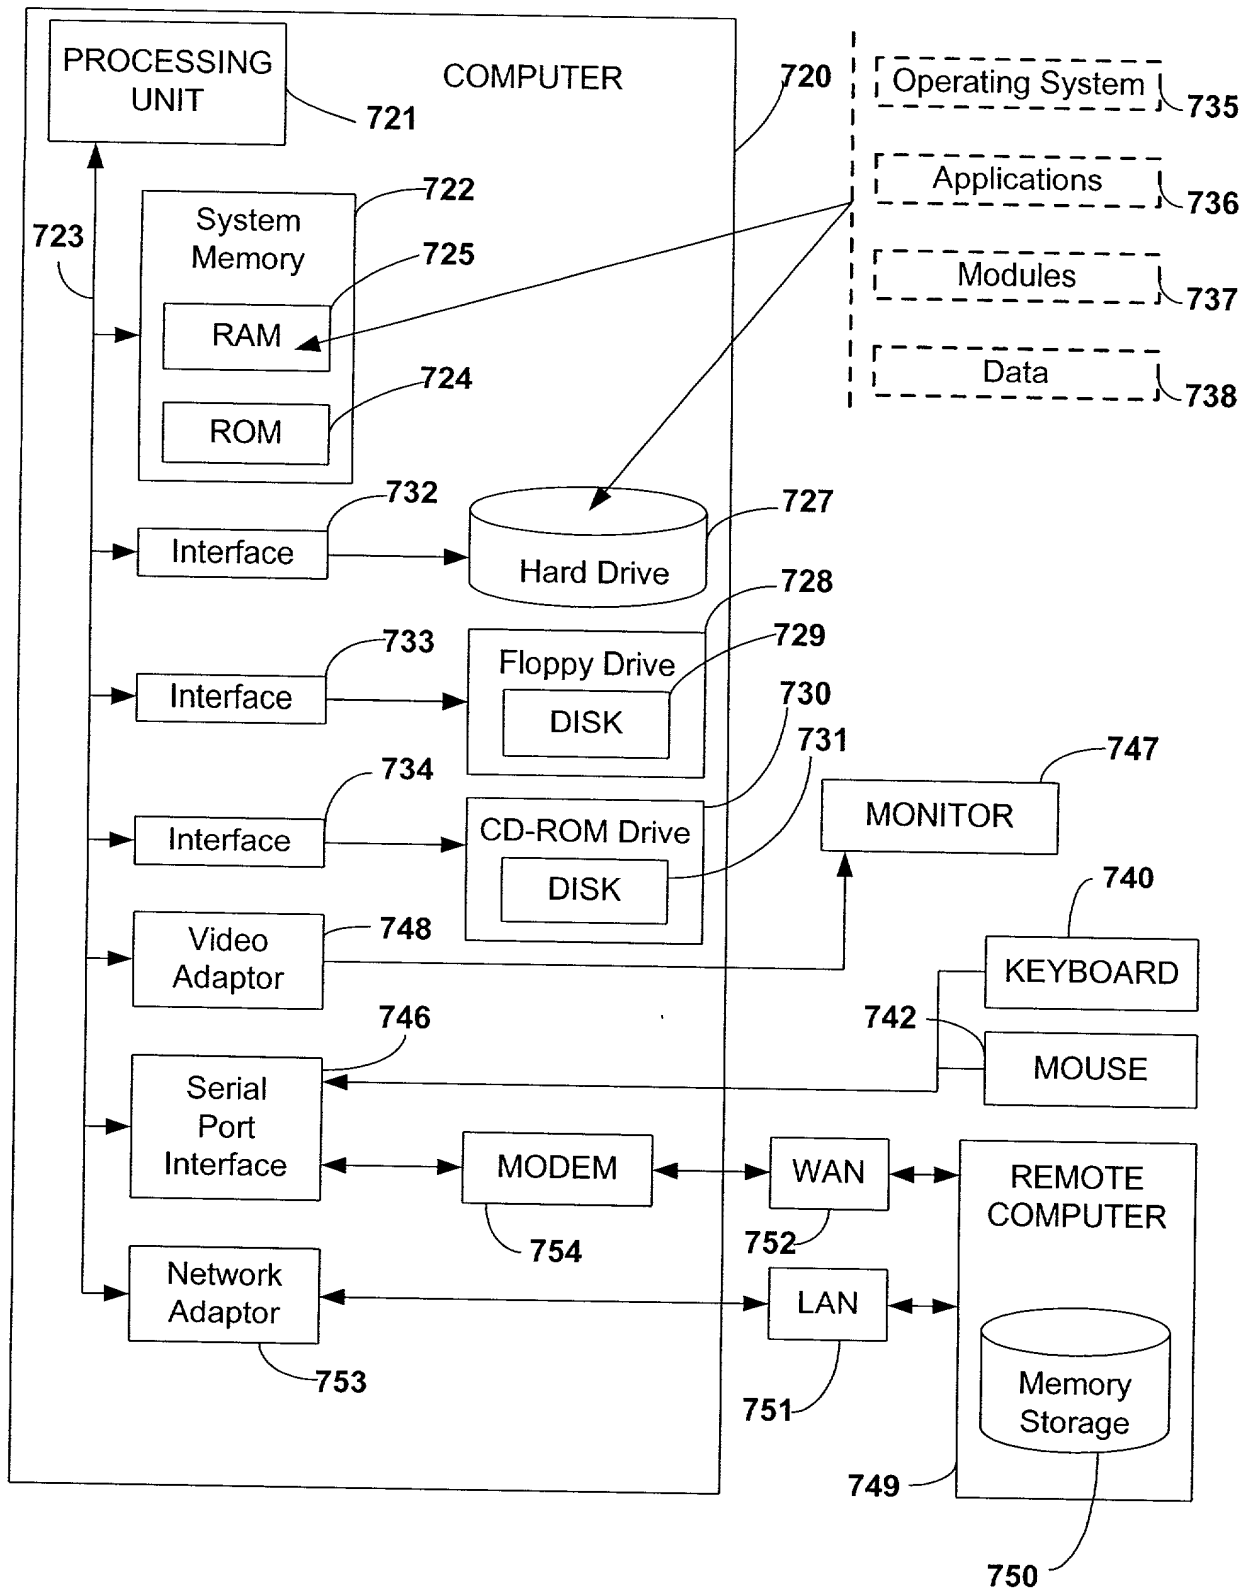 PROCESSING
UNIT
721
COMPUTER
720
Operating System
735
Applications
736
Modules
737
Data
738
723
722
System
Memory
725
RAM
724
ROM
732
Interface
727
Hard Drive
728
733
Interface
729
Floppy Drive
DISK
730
731
734
Interface
CD-ROM Drive
DISK
747
MONITOR
748
Video
Adaptor
740
KEYBOARD
742
MOUSE
746
Serial
Port
Interface
MODEM
754
WAN
752
REMOTE
COMPUTER
Network
Adaptor
753
LAN
751
Memory
Storage
749
750